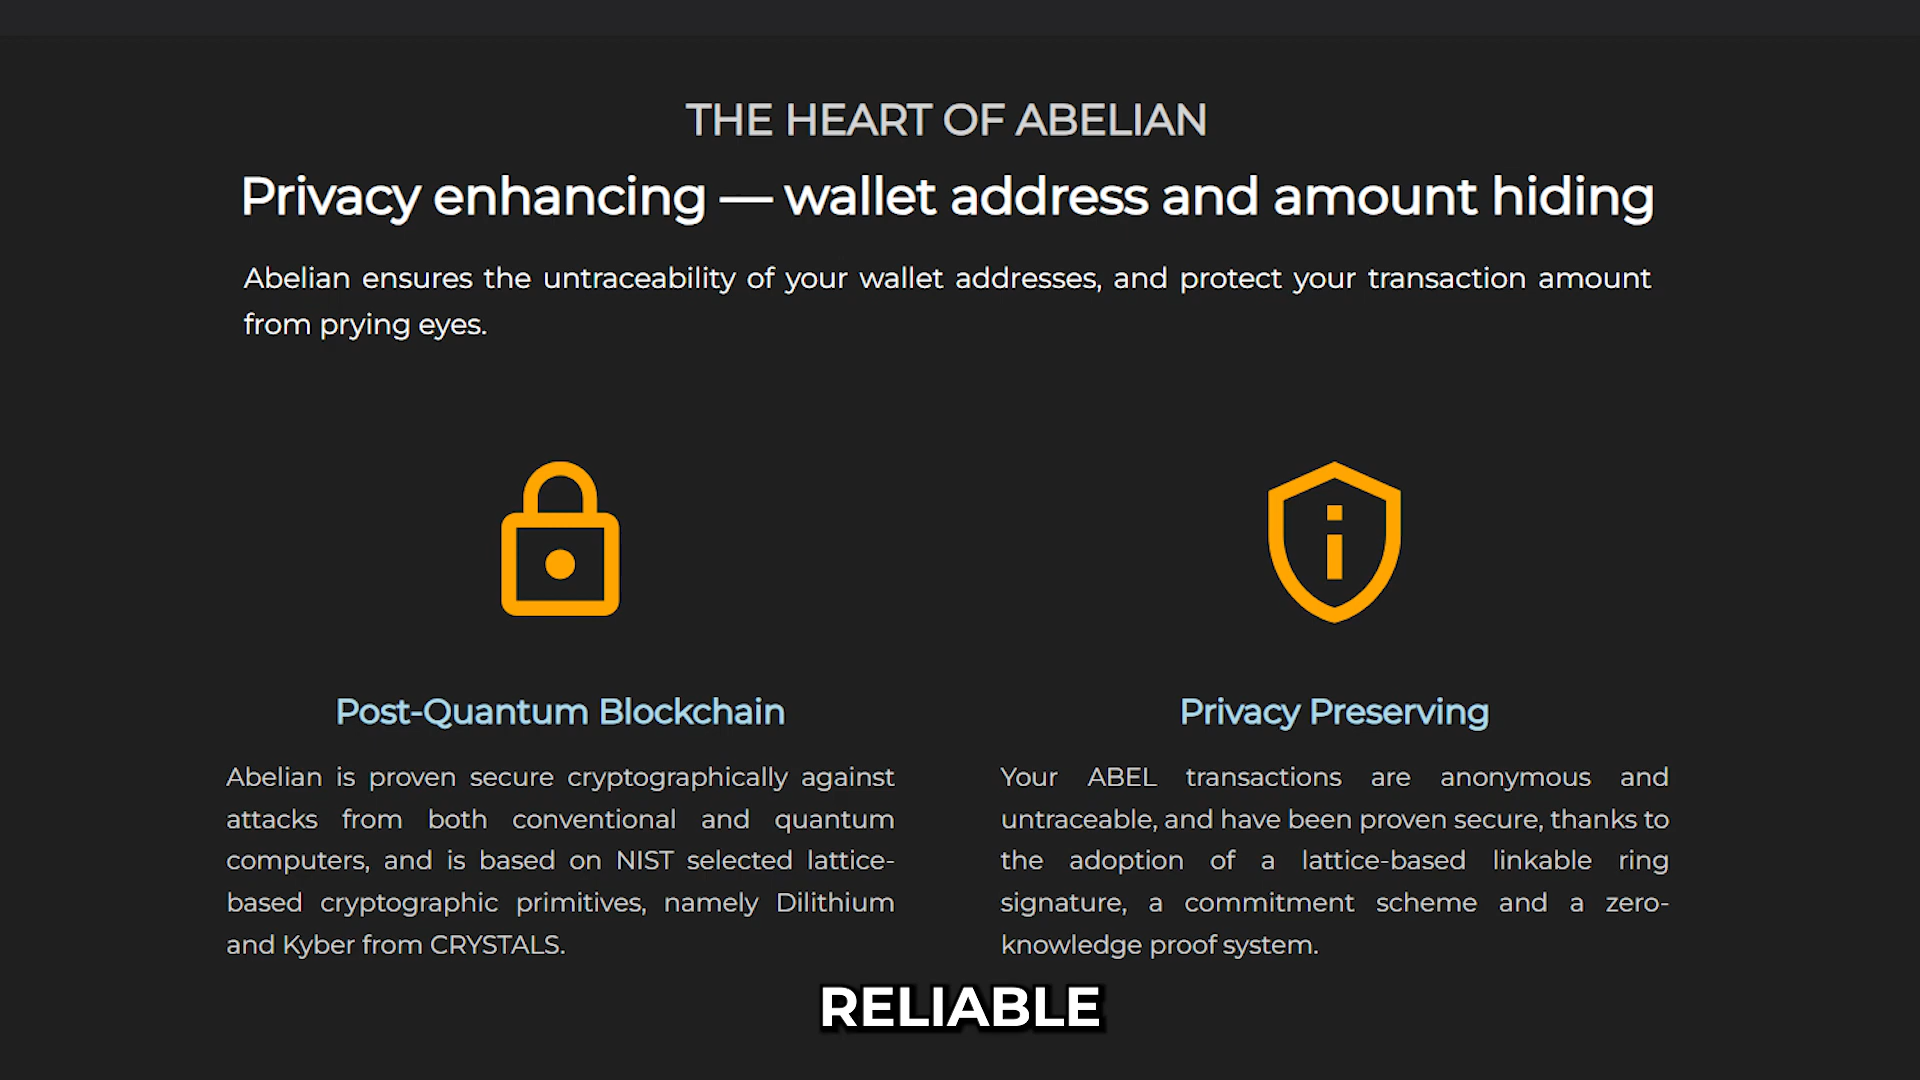 THE HEART OF ABELIAN
Privacy enhancing — wallet address and amount hiding
Abelian ensures the untraceability of your wallet addresses, and protect your transaction amount
from prying eyes.
Post-Quantum Blockchain
Abelian is proven secure cryptographically against
attacks from both conventional and quantum
computers, and is based on NIST selected lattice-
based cryptographic primitives, namely Dilithium
and Kyber from CRYSTALS.
Privacy Preserving
Your ABEL transactions are anonymous and
untraceable, and have been proven secure, thanks to
the adoption of a lattice-based linkable ring
signature, a commitment scheme and a zero-
knowledge proof system.
RELIABLE